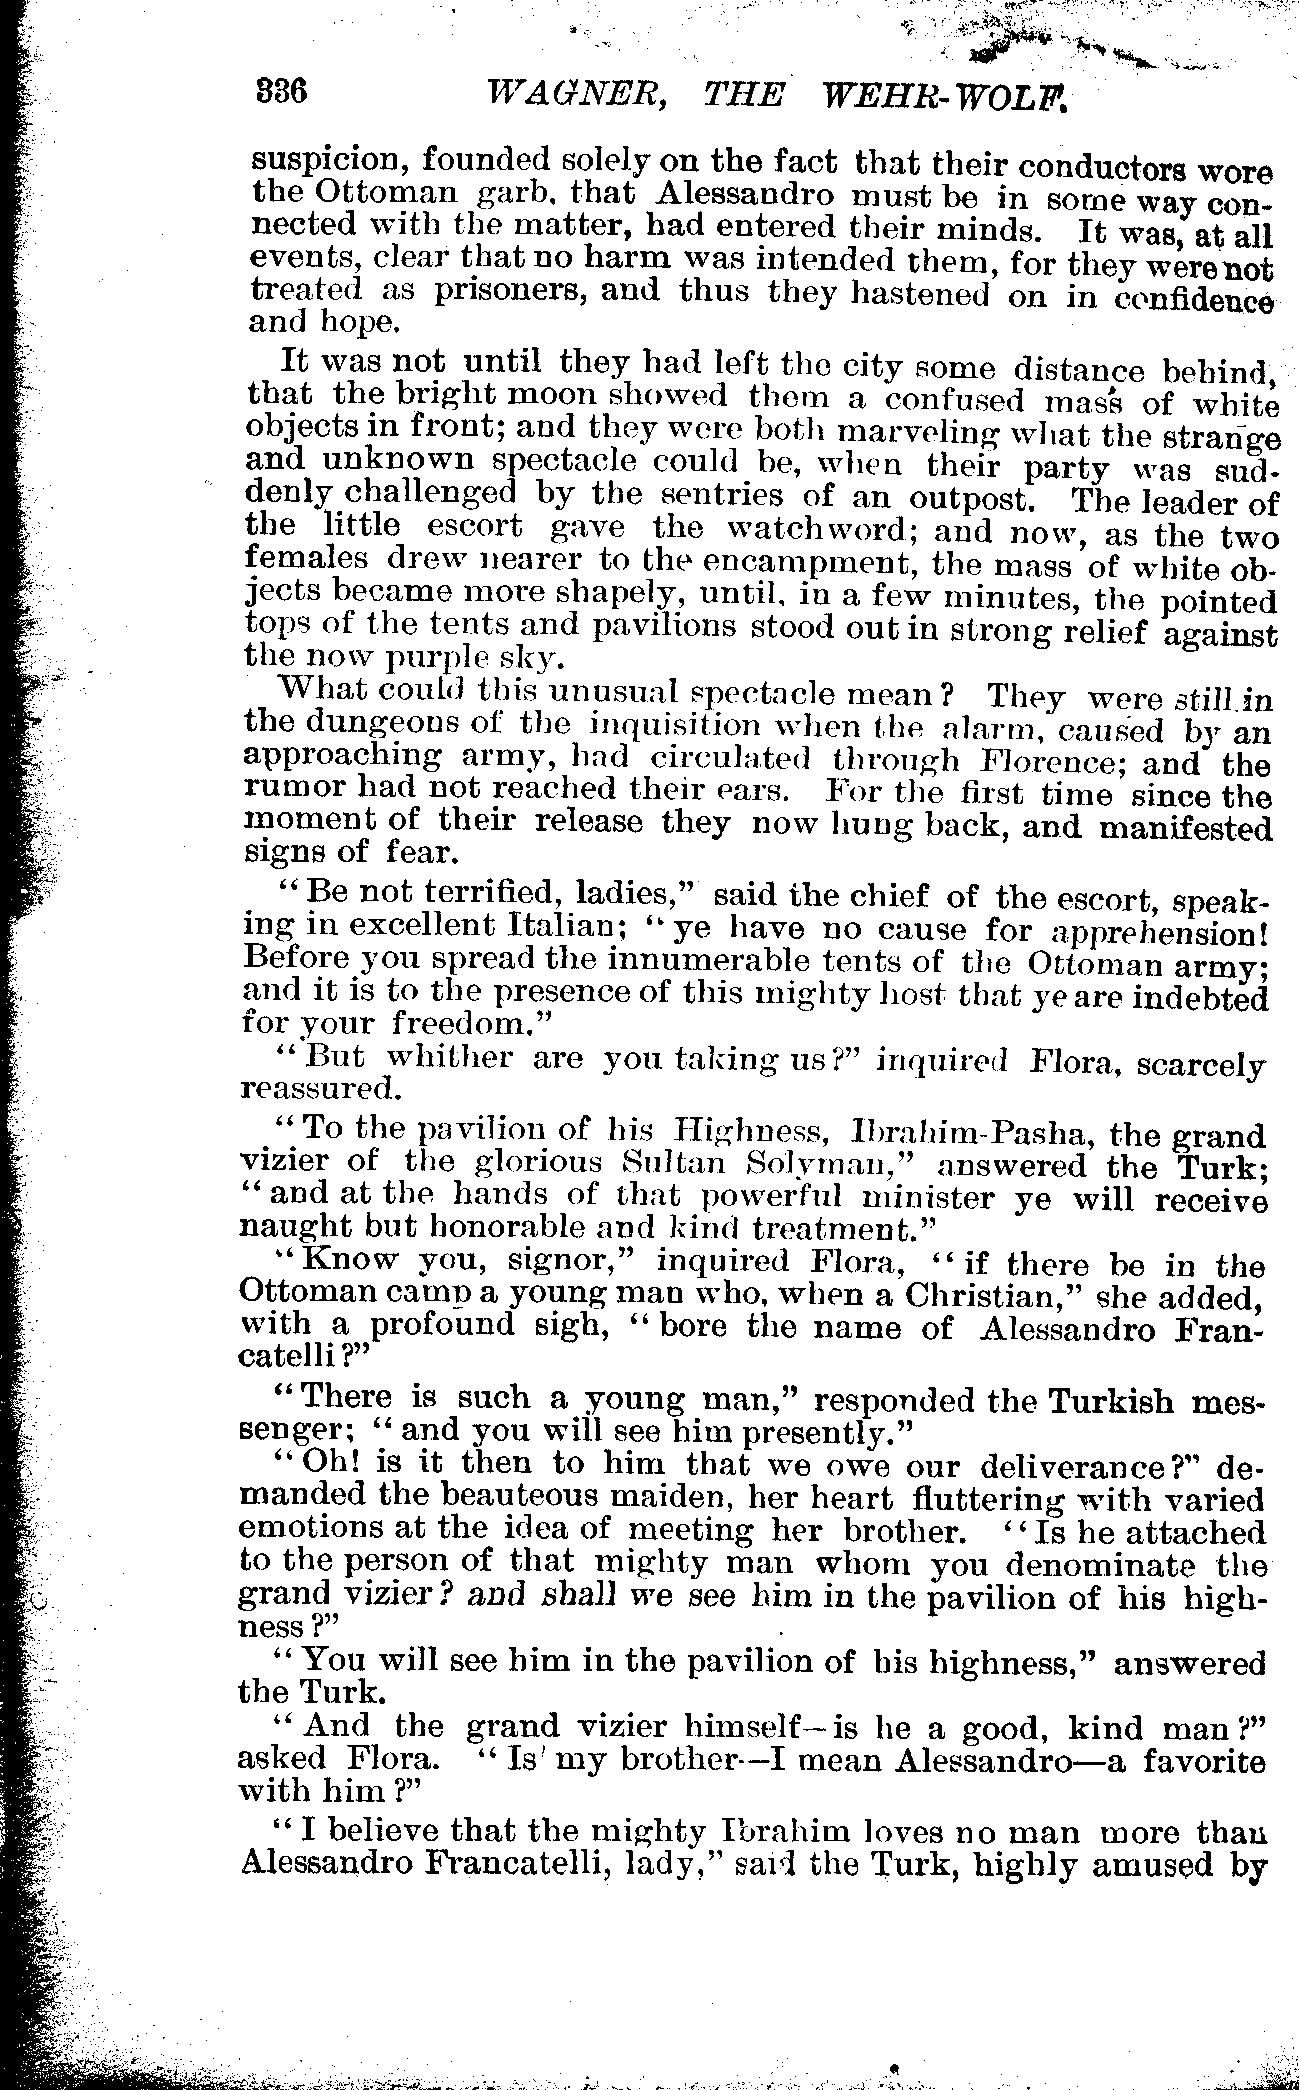 336 WAGNER, THE WEHR-WOLF.
suspicion, founded solely on the fact that their conductors wore
the Ottoman garb, that Alessandro must be in some way con-
nected with the matter, had entered their minds. It was, at all
events, clear that no harm was intended them, for they were not
treated as prisoners, and thus they hastened on in confidence
and hope.
It was not until they had left the city some distance behind,
that the bright moon showed them a confused mass of white
objects in front; and they were both marveling what the strange
and unknown spectacle could be, when their party was sud-
denly challenged by the sentries of an outpost. The leader of
the little escort gave the watchword; and now, as the two
females drew nearer to the encampment, the mass of white ob-
jects became more shapely, until, in a few minutes, the pointed
tops of the tents and pavilions stood out in strong relief against
the now purple sky.
What could this unusual spectacle mean? They were still in
the dungeons of the inquisition when the alarm, caused by an
approaching army, had circulated through Florence; and the
rumor had not reached their ears. For the first time since the
moment of their release they now hung back, and manifested
signs of fear.
"Be not terrified, ladies," said the chief of the escort, speak-
ing in excellent Italian; "ye have no cause for apprehension!
Before you spread the innumerable tents of the Ottoman army;
and it is to the presence of this mighty host that ye are indebted
for your freedom."
"But whither are you taking us?" inquired Flora, scarcely
reassured.
"To the pavilion of his Highness, Ibrahim-Pasha, the grand
vizier of the glorious Sultan Solyman," answered the Turk;
"and at the hands of that powerful minister ye will receive
naught but honorable and kind treatment."
"Know you, signor," inquired Flora, "if there be in the
Ottoman camp a young man who, when a Christian," she added,
with a profound sigh, "bore the name of Alessandro Fran-
catelli?"
"There is such a young man," responded the Turkish mes-
senger; "and you will see him presently."
"Oh! is it then to him that we owe our deliverance?" de-
manded the beauteous maiden, her heart fluttering with varied
emotions at the idea of meeting her brother. "Is he attached
to the person of that mighty man whom you denominate the
grand vizier? and shall we see him in the pavilion of his high-
ness?"
"You will see him in the pavilion of his highness," answered
the Turk.
"And the grand vizier himself—is he a good, kind man?"
asked Flora. "Is my brother—I mean Alessandro—a favorite
with him?"
"I believe that the mighty Ibrahim loves no man more than
Alessandro Francatelli, lady," said the Turk, highly amused by